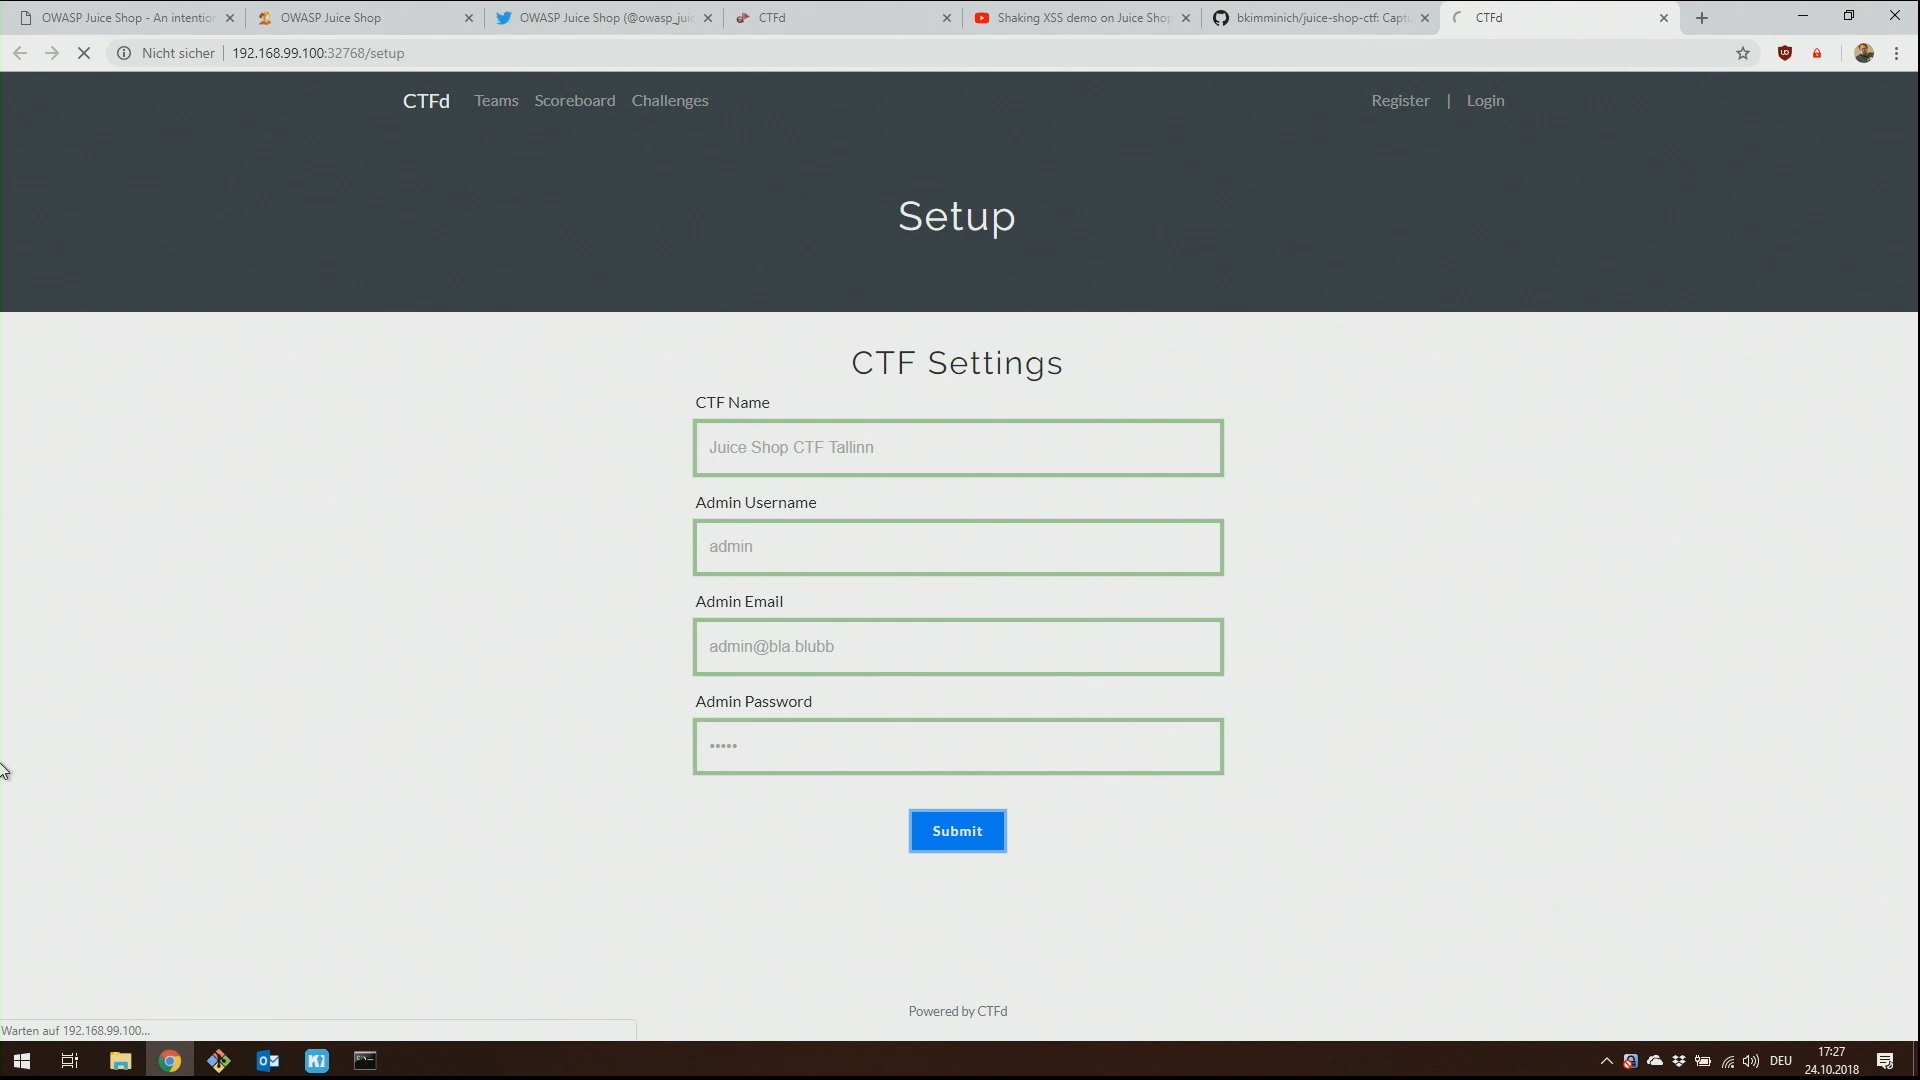 OWASP Juice Shop - An intentio
OWASP Juice Shop
OWASP Juice Shop (@owasp_juic
CTFd
Shaking XSS demo on Juice Shop
bkimminich/juice-shop-ctf: Captu
CTFd
Nicht sicher
192.168.99.100:32768/setup
CTFd
Teams
Scoreboard
Challenges
Register
|
Login
Setup
CTF Settings
CTF Name
Juice Shop CTF Tallinn
Admin Username
admin
Admin Email
admin@bla.blubb
Admin Password
•••••
Submit
Powered by CTFd
Warten auf 192.168.99.100...
DEU
17:27
24.10.2018